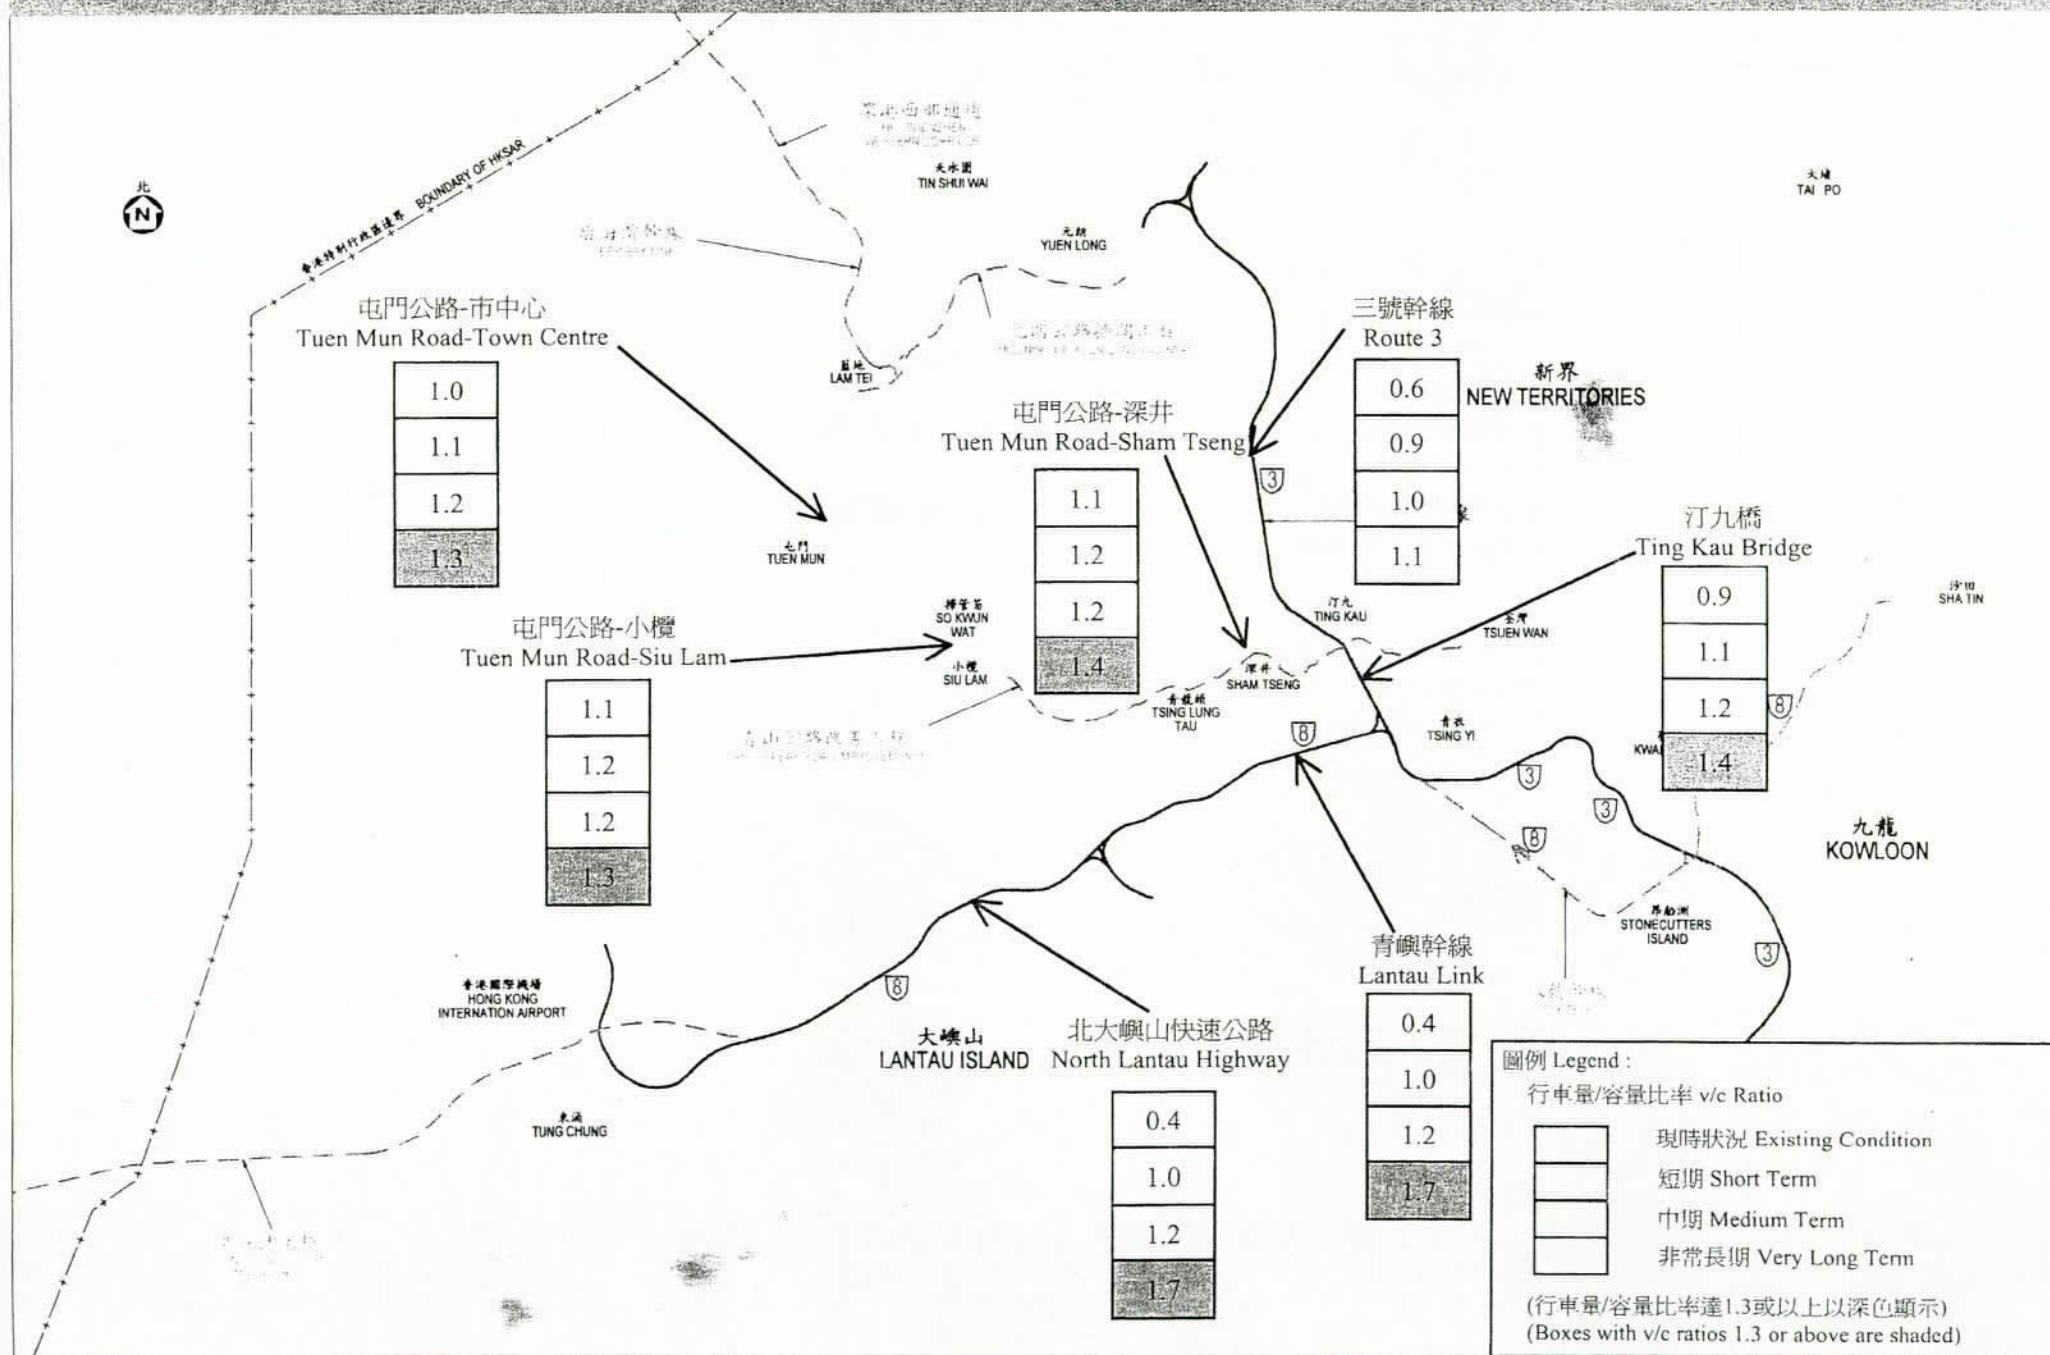 北
N
香港特別行政區邊界 BOUNDARY OF HKSAR
天水圍
TIN SHUI WAI
大埔
TAI PO
元朗
YUEN LONG
屯門公路-市中心
Tuen Mun Road-Town Centre
1.0
1.1
1.2
1.3
藍地
LAM TEI
三號幹線
Route 3
0.6
0.9
1.0
1.1
新界
NEW TERRITORIES
屯門公路-深井
Tuen Mun Road-Sham Tseng
1.1
1.2
1.2
1.4
3
屯門
TUEN MUN
汀九橋
Ting Kau Bridge
0.9
1.1
1.2
1.4
沙田
SHA TIN
掃管笏
SO KWUN
WAT
汀九
TING KAU
荃灣
TSUEN WAN
屯門公路-小欖
Tuen Mun Road-Siu Lam
1.1
1.2
1.2
1.3
小欖
SIU LAM
深井
SHAM TSENG
青龍頭
TSING LUNG
TAU
8
青衣
TSING YI
8
KWAI
3
3
8
九龍
KOWLOON
昂船洲
STONECUTTERS
ISLAND
3
香港國際機場
HONG KONG
INTERNATION AIRPORT
8
大嶼山
LANTAU ISLAND
北大嶼山快速公路
North Lantau Highway
0.4
1.0
1.2
1.7
青嶼幹線
Lantau Link
0.4
1.0
1.2
1.7
東涌
TUNG CHUNG
圖例 Legend :
行車量/容量比率 v/c Ratio
現時狀況 Existing Condition
短期 Short Term
中期 Medium Term
非常長期 Very Long Term
(行車量/容量比率達1.3或以上以深色顯示)
(Boxes with v/c ratios 1.3 or above are shaded)